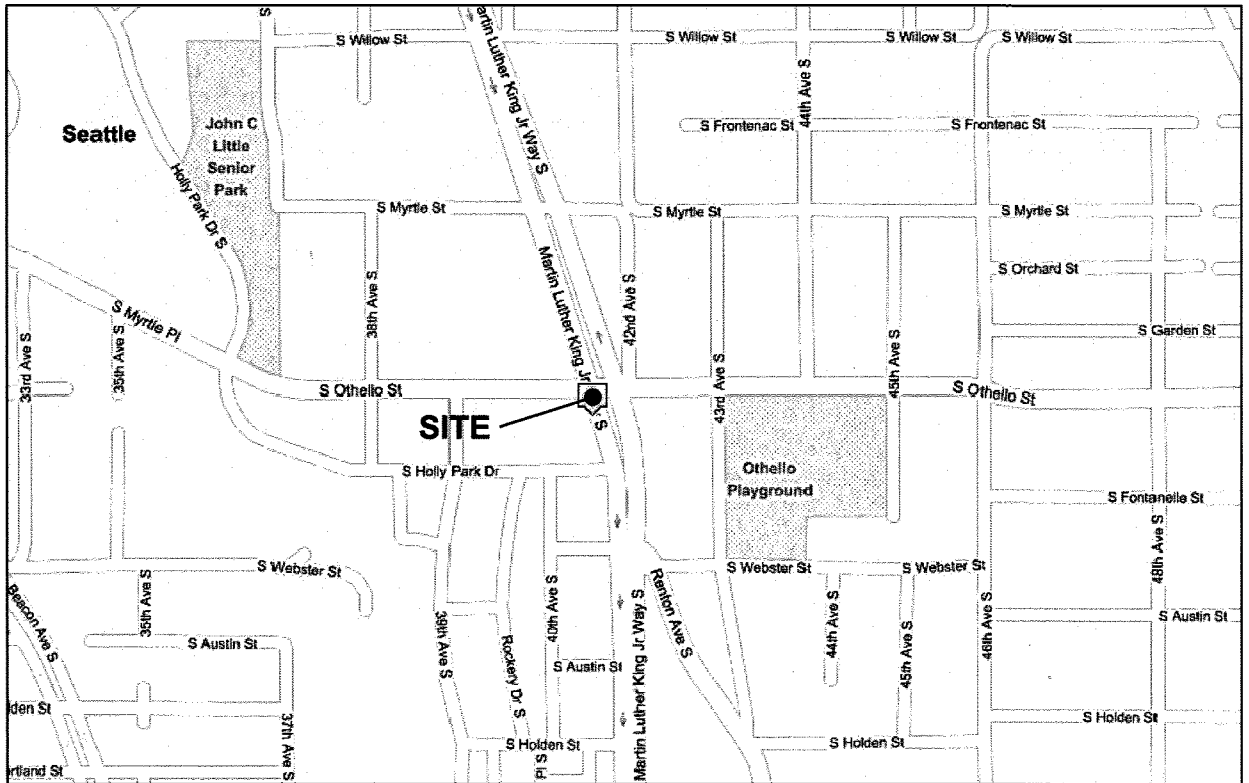 S
S Willow St
S Willow St
S Willow St
S Willow St
Martin Luther King Jr Way S
44th Ave S
S Frontenac St
S Frontenac St
Seattle
John C
Little
Senior
Park
Holly Park Dr S
S Myrtle St
S Myrtle St
S Myrtle St
S Orchard St
S Garden St
Martin Luther King Jr
S
38th Ave S
42nd Ave S
S Myrtle Pl
33rd Ave S
35th Ave S
43rd Ave S
45th Ave S
S Othello St
S Othello St
SITE
S Holly Park Dr
Othello
Playground
S Fontanelle St
48th Ave S
S Webster St
S Webster St
S Webster St
Beacon Ave S
35th Ave S
S Austin St
39th Ave S
Rockery Dr S
40th Ave S
S Austin St
Martin Luther King Jr Way S
Renton Ave S
44th Ave S
45th Ave S
46th Ave S
S Austin St
lden St
37th Ave S
S Holden St
Pl S
S Holden St
S Holden St
rtland St